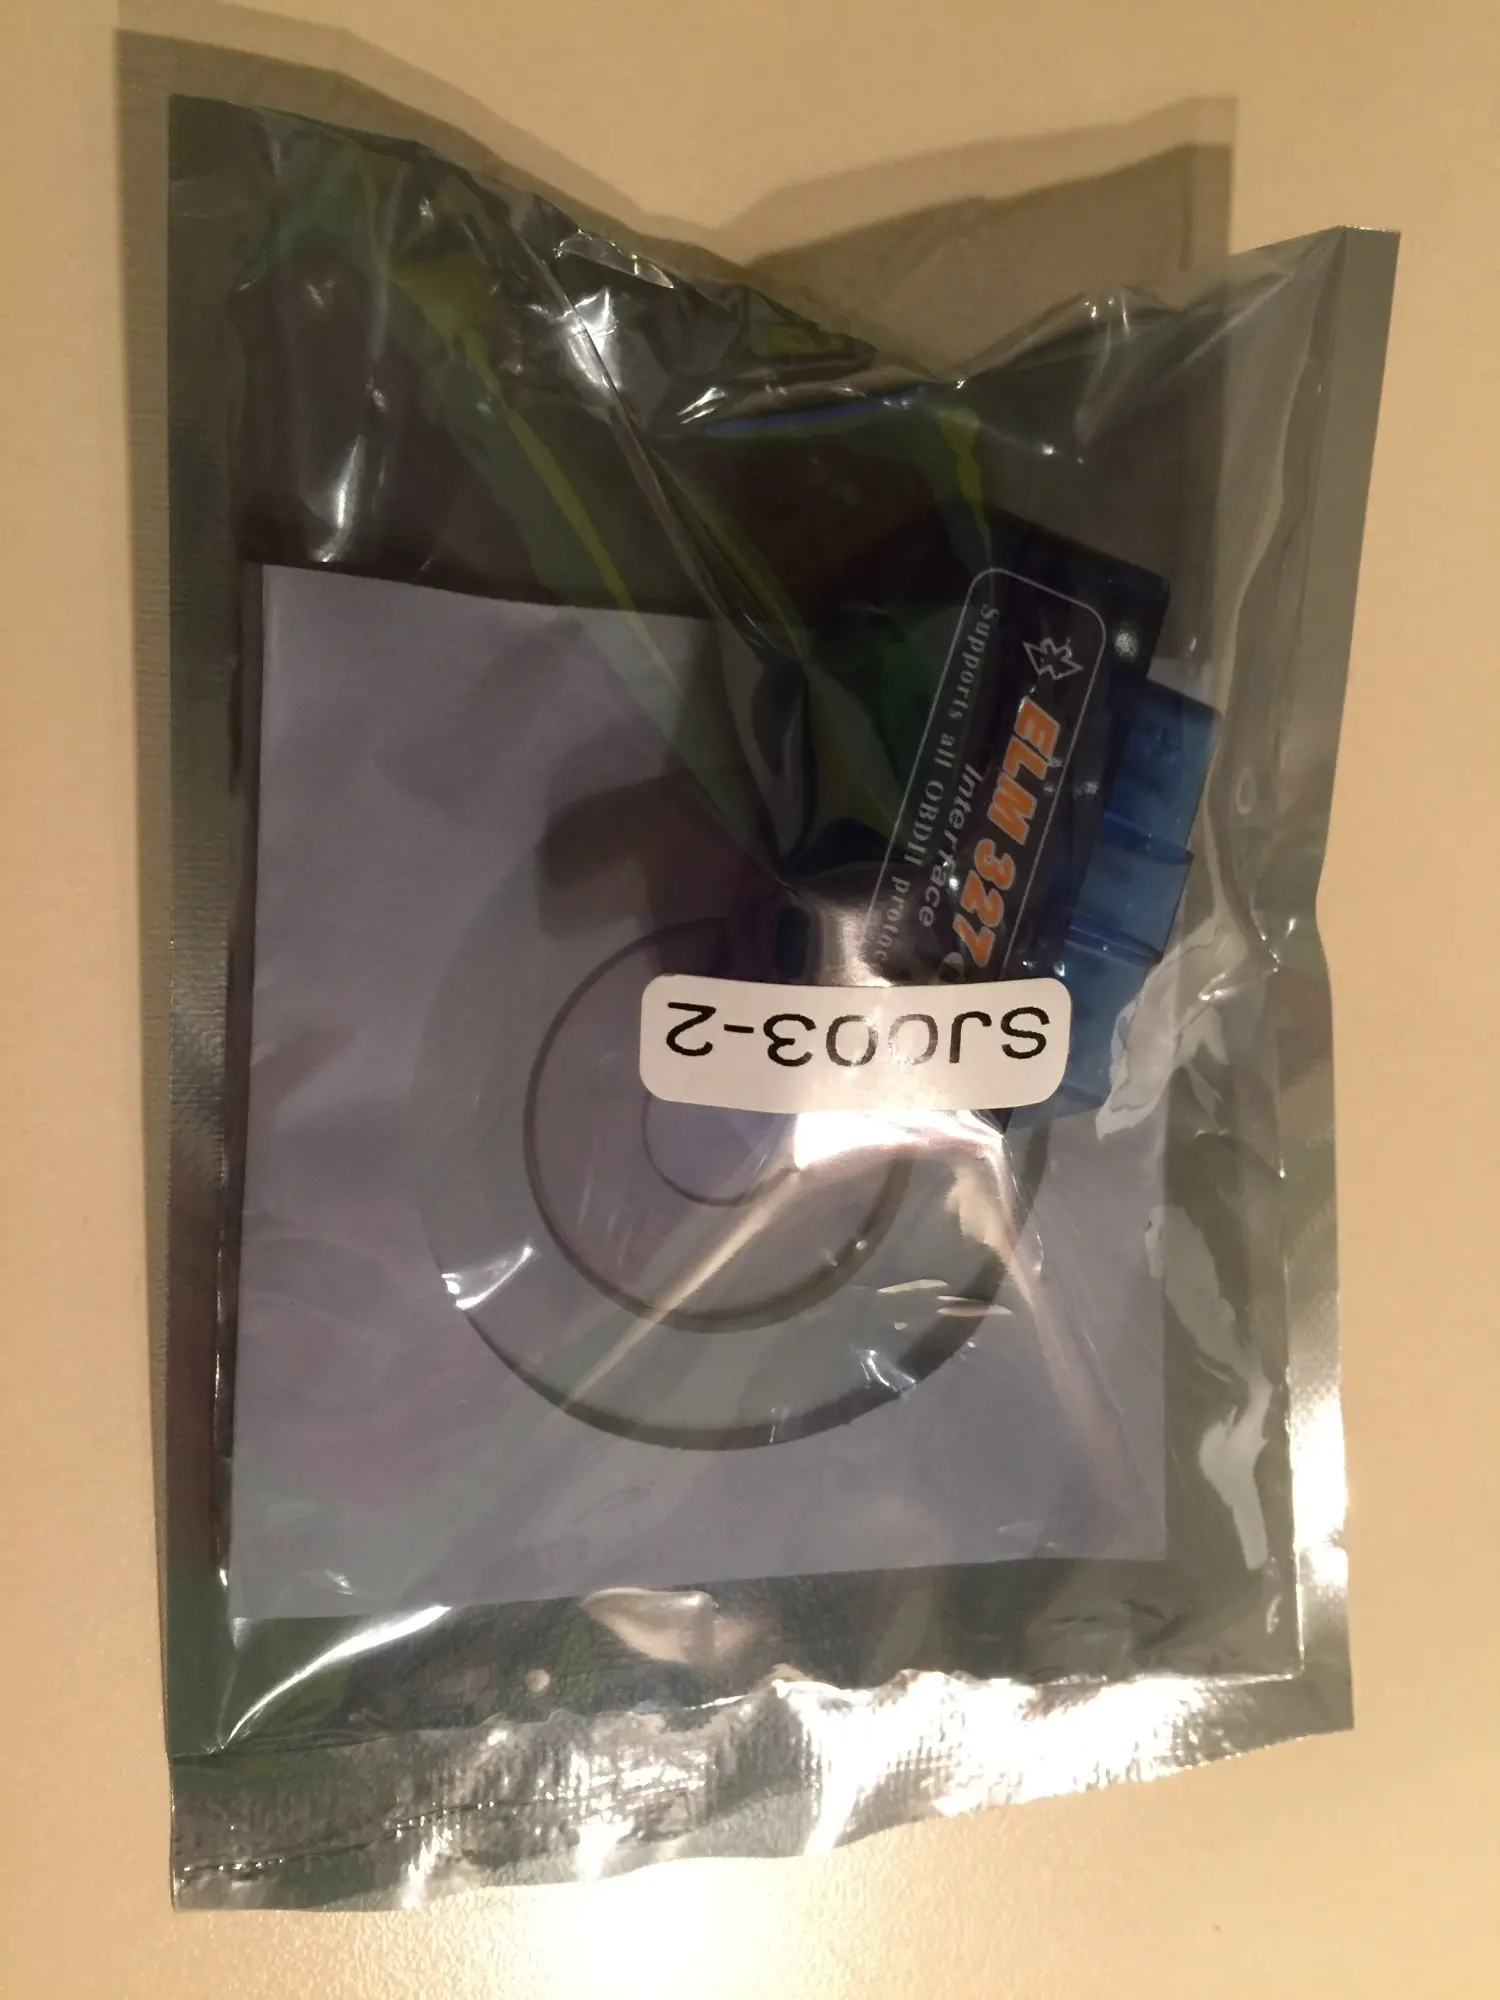 ELM 327
Interface
Supports all OBDII
SJ003-2